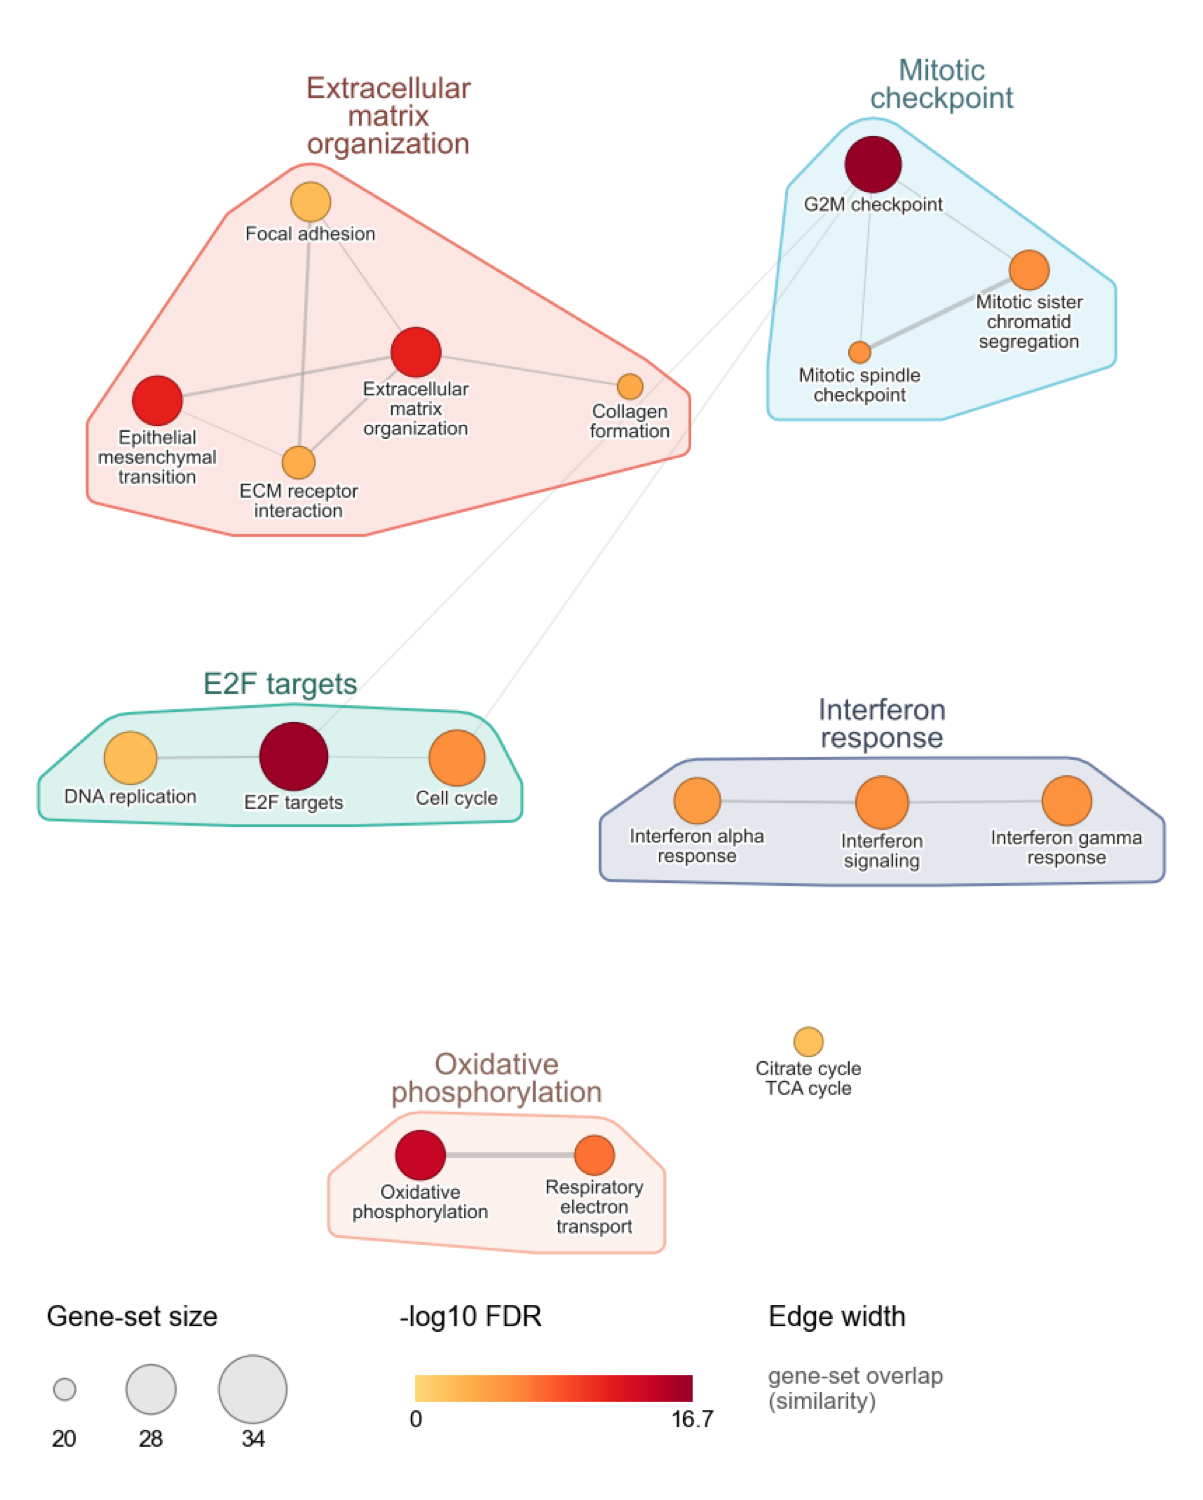 Extracellular
matrix
organization
Mitotic
checkpoint
Focal adhesion
G2M checkpoint
Mitotic sister
chromatid
segregation
Mitotic spindle
checkpoint
Extracellular
matrix
organization
Collagen
formation
Epithelial
mesenchymal
transition
ECM receptor
interaction
E2F targets
DNA replication
E2F targets
Cell cycle
Interferon
response
Interferon alpha
response
Interferon
signaling
Interferon gamma
response
Citrate cycle
TCA cycle
Oxidative
phosphorylation
Oxidative
phosphorylation
Respiratory
electron
transport
Gene-set size
20
28
34
-log10 FDR
0
16.7
Edge width
gene-set overlap
(similarity)